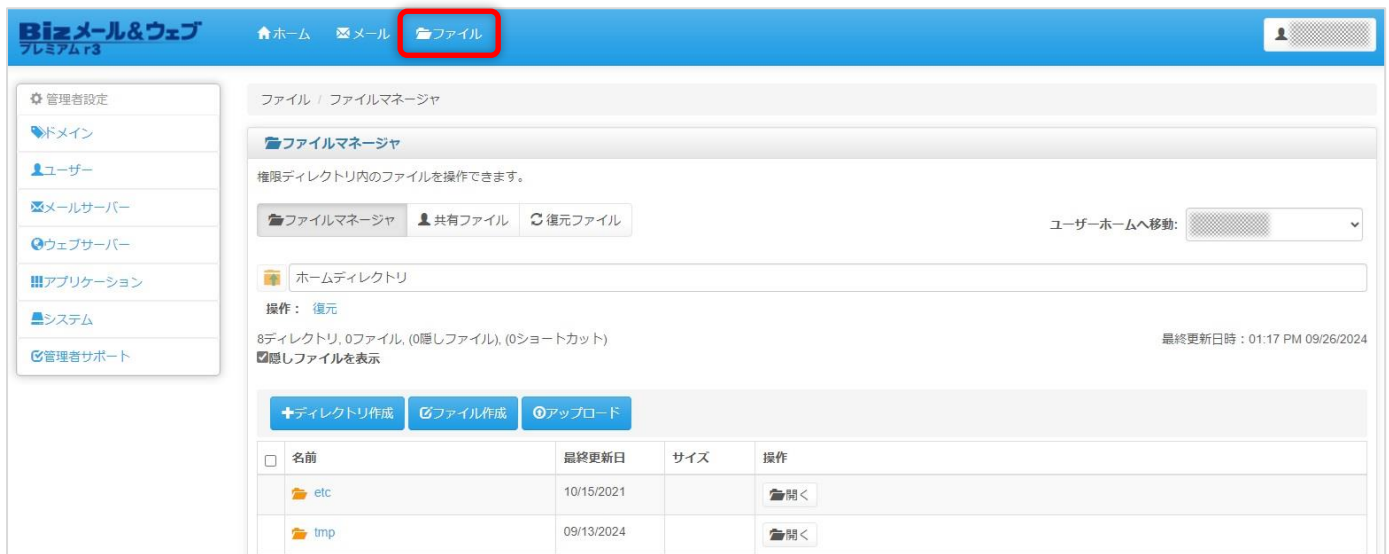 Bizメール&ウェブ
プレミアム r3
ホーム メール ファイル
管理者設定
ドメイン
ユーザー
メールサーバー
ウェブサーバー
アプリケーション
システム
管理者サポート
ファイル / ファイルマネージャ
ファイルマネージャ
権限ディレクトリ内のファイルを操作できます。
ファイルマネージャ 共有ファイル 復元ファイル
ユーザーホームへ移動:
ホームディレクトリ
操作： 復元
8ディレクトリ, 0ファイル, (0隠しファイル), (0ショートカット)
最終更新日時：01:17 PM 09/26/2024
隠しファイルを表示
ディレクトリ作成 ファイル作成 アップロード
名前 最終更新日 サイズ 操作
etc 10/15/2021 開く
tmp 09/13/2024 開く